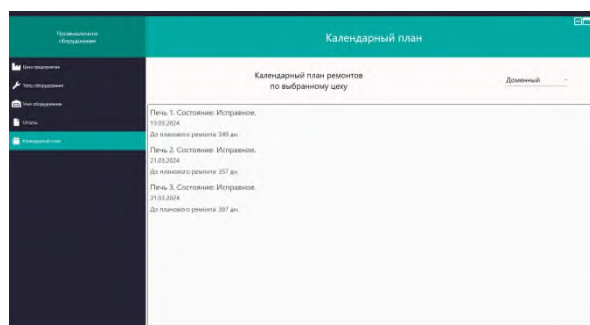 Промышленное
оборудование
Календарный план
Цеха предприятия
Типы оборудования
Учет оборудования
Отчеты
Календарный план
Календарный план ремонтов
по выбранному цеху
Доменный
Печь 1. Состояние: Исправное.
13.03.2024
До планового ремонта 349 дн.
Печь 2. Состояние: Исправное.
21.03.2024
До планового ремонта 357 дн.
Печь 3. Состояние: Исправное.
31.03.2024
До планового ремонта 397 дн.